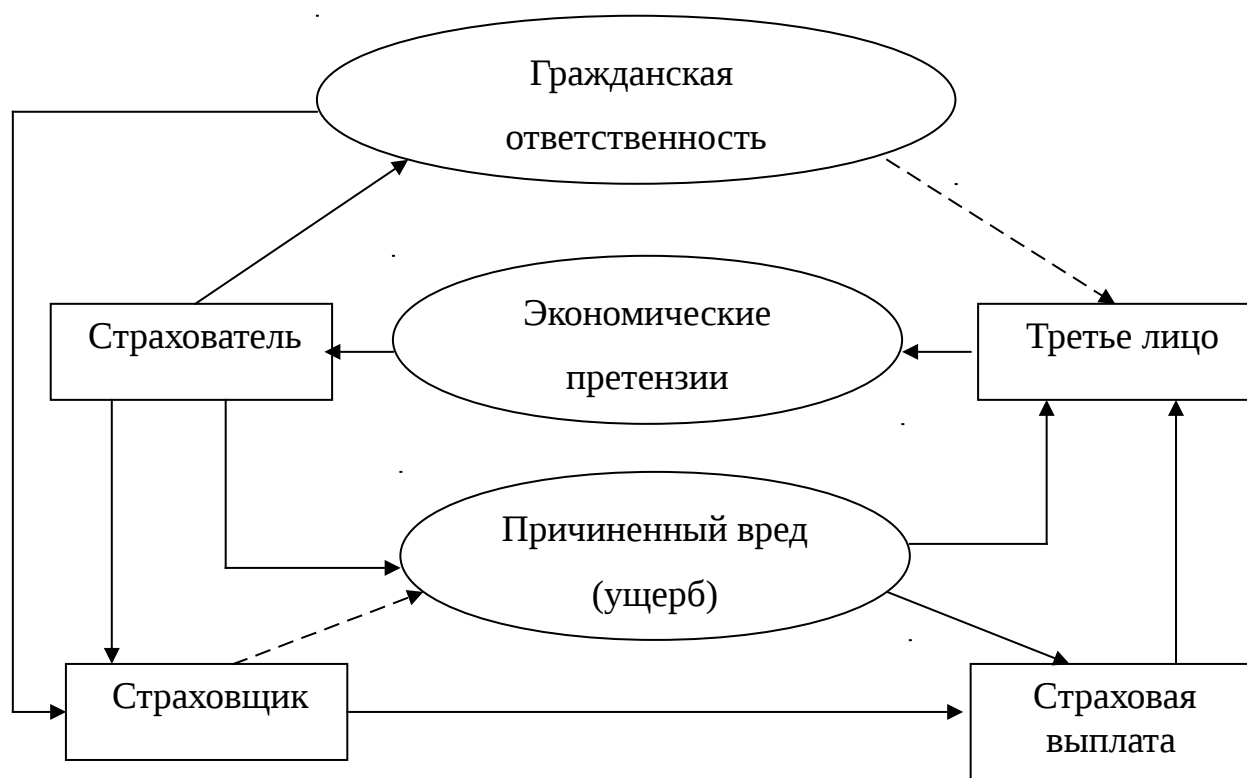 Гражданская
ответственность
Страхователь
Экономические
претензии
Третье лицо
Причиненный вред
(ущерб)
Страховщик
Страховая
выплата